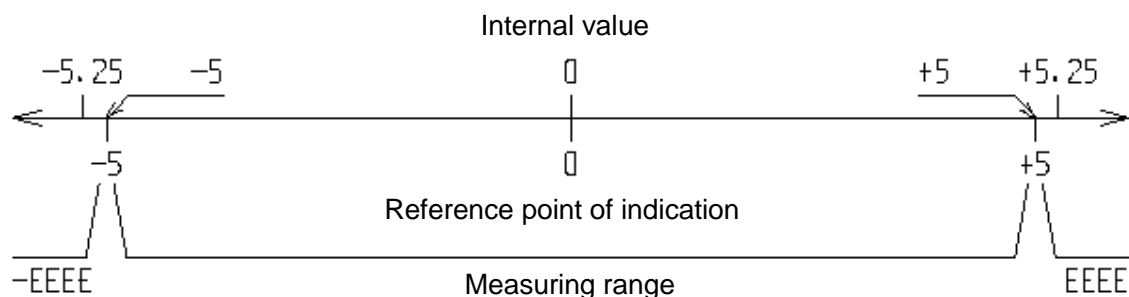 Internal value
−5.25 −5 0 +5 +5.25
−5 0 +5
Reference point of indication
−EEEE Measuring range EEEE